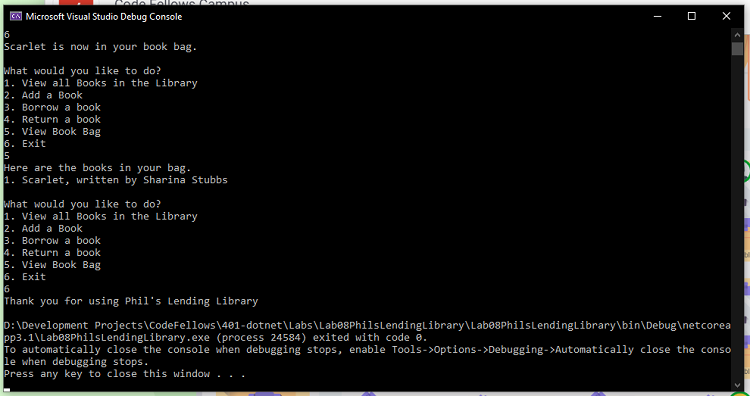 Code Fellows Campus
Microsoft Visual Studio Debug Console
6
Scarlet is now in your book bag.
What would you like to do?
1. View all Books in the Library
2. Add a Book
3. Borrow a book
4. Return a book
5. View Book Bag
6. Exit
5
Here are the books in your bag.
1. Scarlet, written by Sharina Stubbs
What would you like to do?
1. View all Books in the Library
2. Add a Book
3. Borrow a book
4. Return a book
5. View Book Bag
6. Exit
6
Thank you for using Phil's Lending Library
D:\Development Projects\CodeFellows\401-dotnet\Labs\Lab08PhilsLendingLibrary\Lab08PhilsLendingLibrary\bin\Debug\netcorea
pp3.1\Lab08PhilsLendingLibrary.exe (process 24584) exited with code 0.
To automatically close the console when debugging stops, enable Tools->Options->Debugging->Automatically close the conso
le when debugging stops.
Press any key to close this window . . .